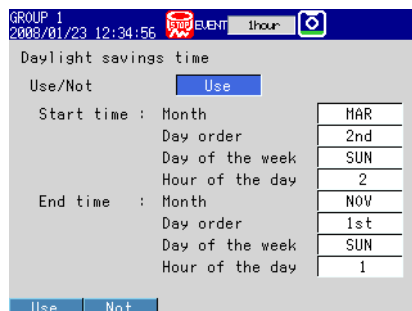 GROUP 1
2008/01/23 12:34:56 STOP EVENT 1hour
Daylight savings time
Use/Not Use
Start time : Month MAR
Day order 2nd
Day of the week SUN
Hour of the day 2
End time : Month NOV
Day order 1st
Day of the week SUN
Hour of the day 1
Use Not